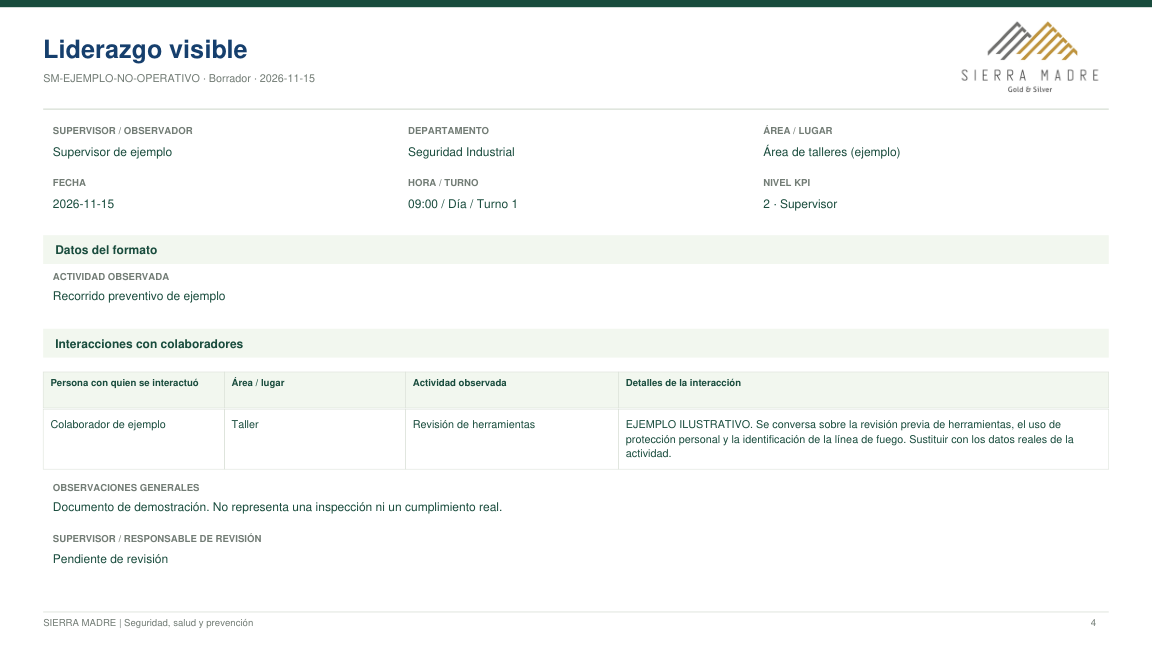 Liderazgo visible
SM-EJEMPLO-NO-OPERATIVO · Borrador · 2026-11-15
SIERRA MADRE
Gold & Silver
SUPERVISOR / OBSERVADOR
Supervisor de ejemplo
DEPARTAMENTO
Seguridad Industrial
ÁREA / LUGAR
Área de talleres (ejemplo)
FECHA
2026-11-15
HORA / TURNO
09:00 / Día / Turno 1
NIVEL KPI
2 · Supervisor
Datos del formato
ACTIVIDAD OBSERVADA
Recorrido preventivo de ejemplo
Interacciones con colaboradores
Persona con quien se interactuó
Área / lugar
Actividad observada
Detalles de la interacción
Colaborador de ejemplo
Taller
Revisión de herramientas
EJEMPLO ILUSTRATIVO. Se conversa sobre la revisión previa de herramientas, el uso de
protección personal y la identificación de la línea de fuego. Sustituir con los datos reales de la
actividad.
OBSERVACIONES GENERALES
Documento de demostración. No representa una inspección ni un cumplimiento real.
SUPERVISOR / RESPONSABLE DE REVISIÓN
Pendiente de revisión
SIERRA MADRE | Seguridad, salud y prevención
4